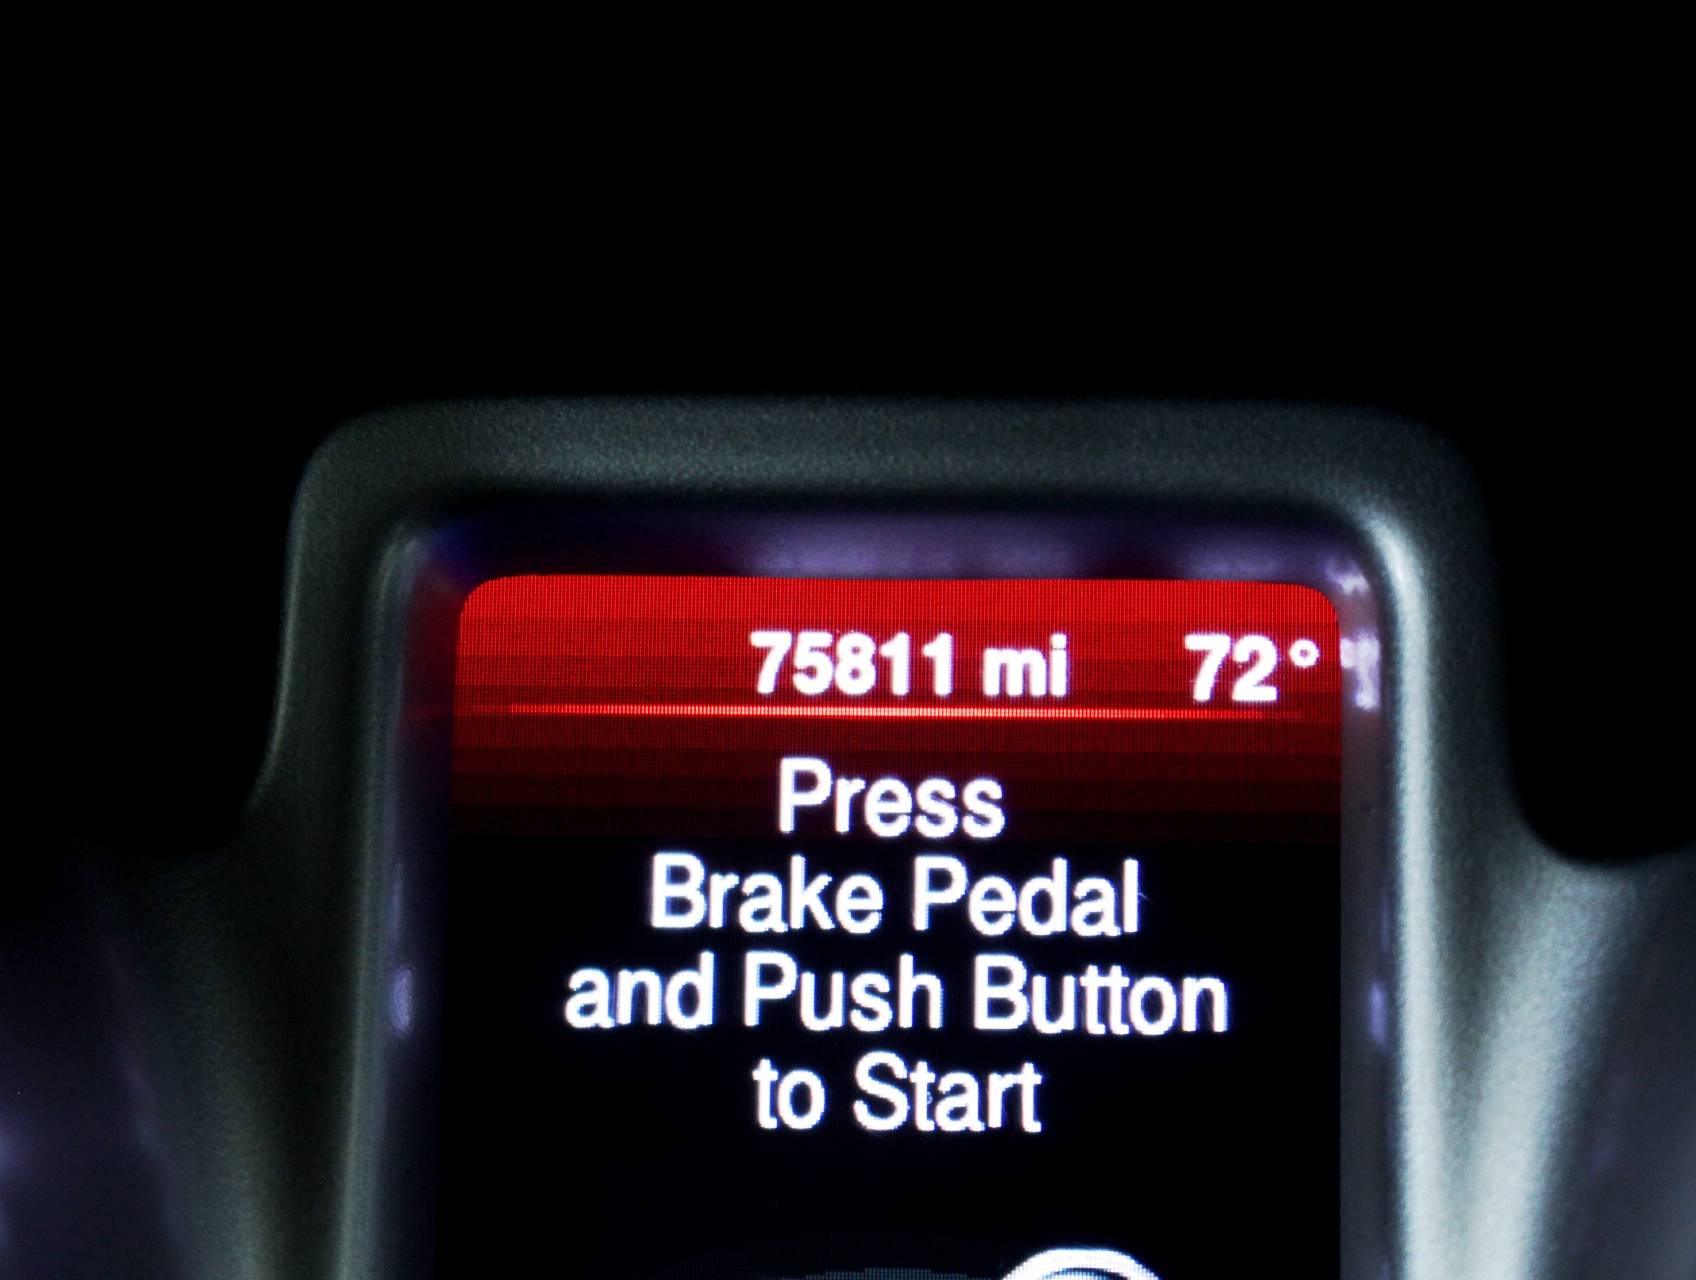 75811 mi 72°
Press
Brake Pedal
and Push Button
to Start